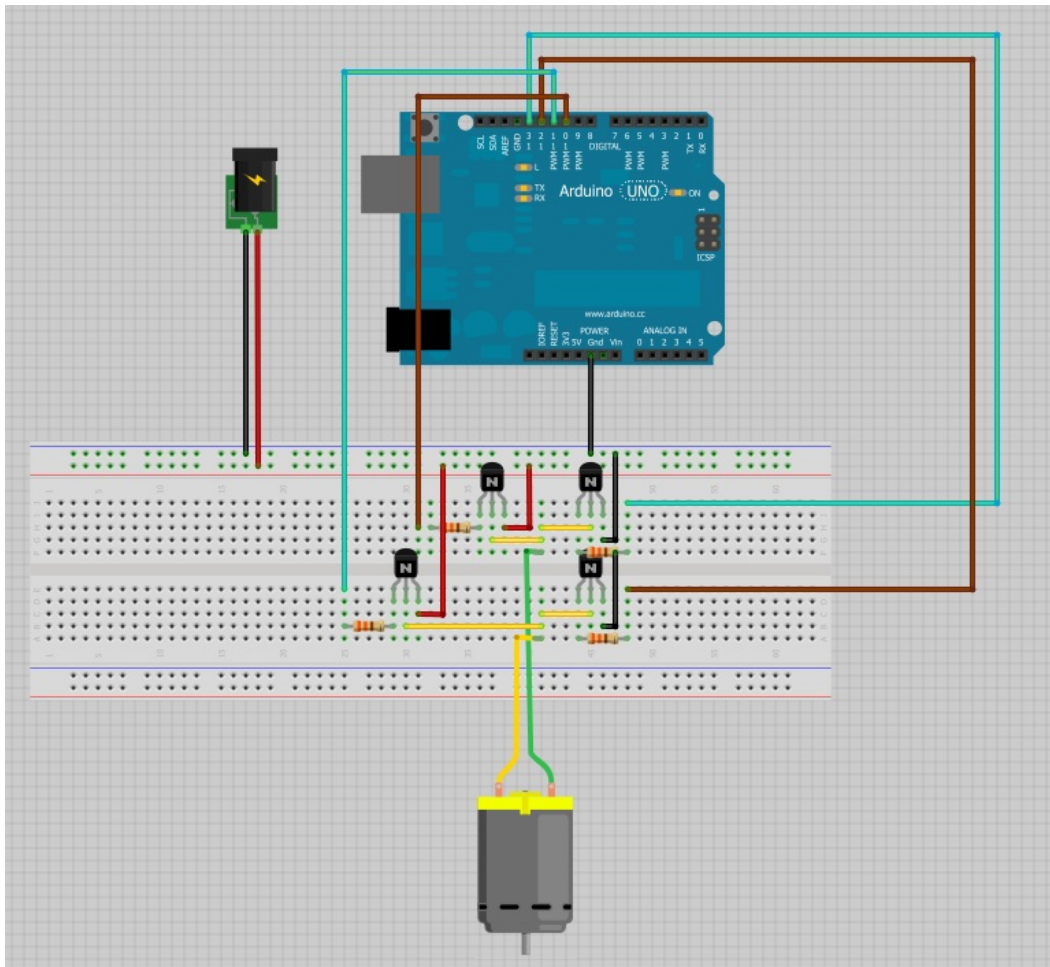 SCL
SDA
AREF
GND
13
12
11
10
9
8
7
6
5
4
3
2
1
0
PWM
PWM
PWM
PWM
PWM
PWM
TX
RX
DIGITAL
L
TX
RX
Arduino UNO
ON
1
ICSP
www.arduino.cc
POWER
ANALOG IN
IOREF
RESET
3V3
5V
Gnd
Vin
0 1 2 3 4 5
N
N
N
N